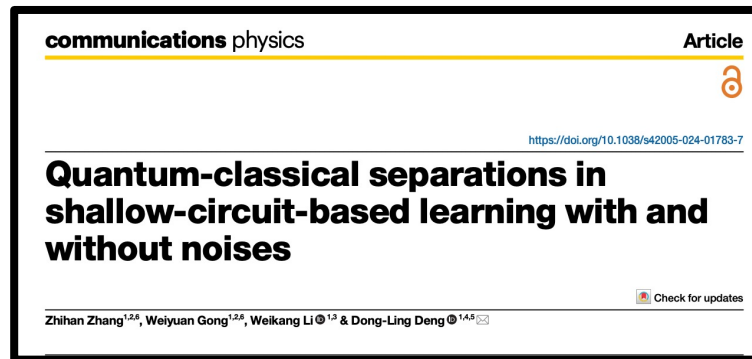 communications physics
Article
https://doi.org/10.1038/s42005-024-01783-7
Quantum-classical separations in
shallow-circuit-based learning with and
without noises
Check for updates
Zhihan Zhang1,2,6, Weiyuan Gong1,2,6, Weikang Li 1,3 & Dong-Ling Deng 1,4,5